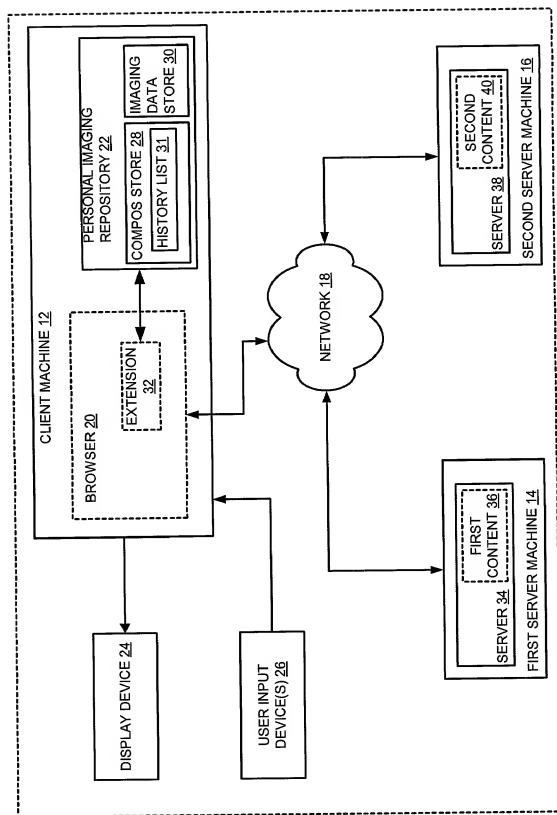 CLIENT MACHINE 12
BROWSER 20
EXTENSION
32
PERSONAL IMAGING
REPOSITORY 22
COMPOS STORE 28
HISTORY LIST 31
IMAGING
DATA
STORE 30
DISPLAY DEVICE 24
USER INPUT
DEVICE(S) 26
NETWORK 18
FIRST
CONTENT 36
SERVER 34
FIRST SERVER MACHINE 14
SECOND
CONTENT 40
SERVER 38
SECOND SERVER MACHINE 16